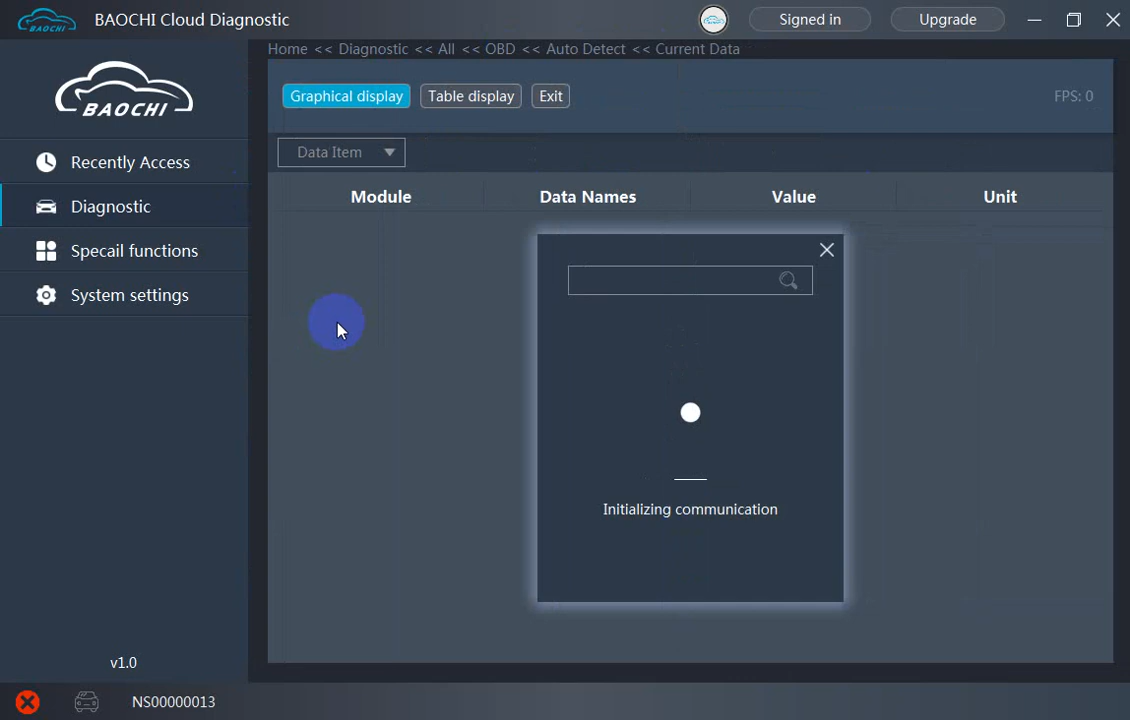 BAOCHI BAOCHI Cloud Diagnostic Signed in Upgrade
Home << Diagnostic << All << OBD << Auto Detect << Current Data
BAOCHI
Graphical display Table display Exit FPS: 0
Data Item
Recently Access
Module Data Names Value Unit
Diagnostic
Specail functions
System settings
Initializing communication
v1.0
NS00000013